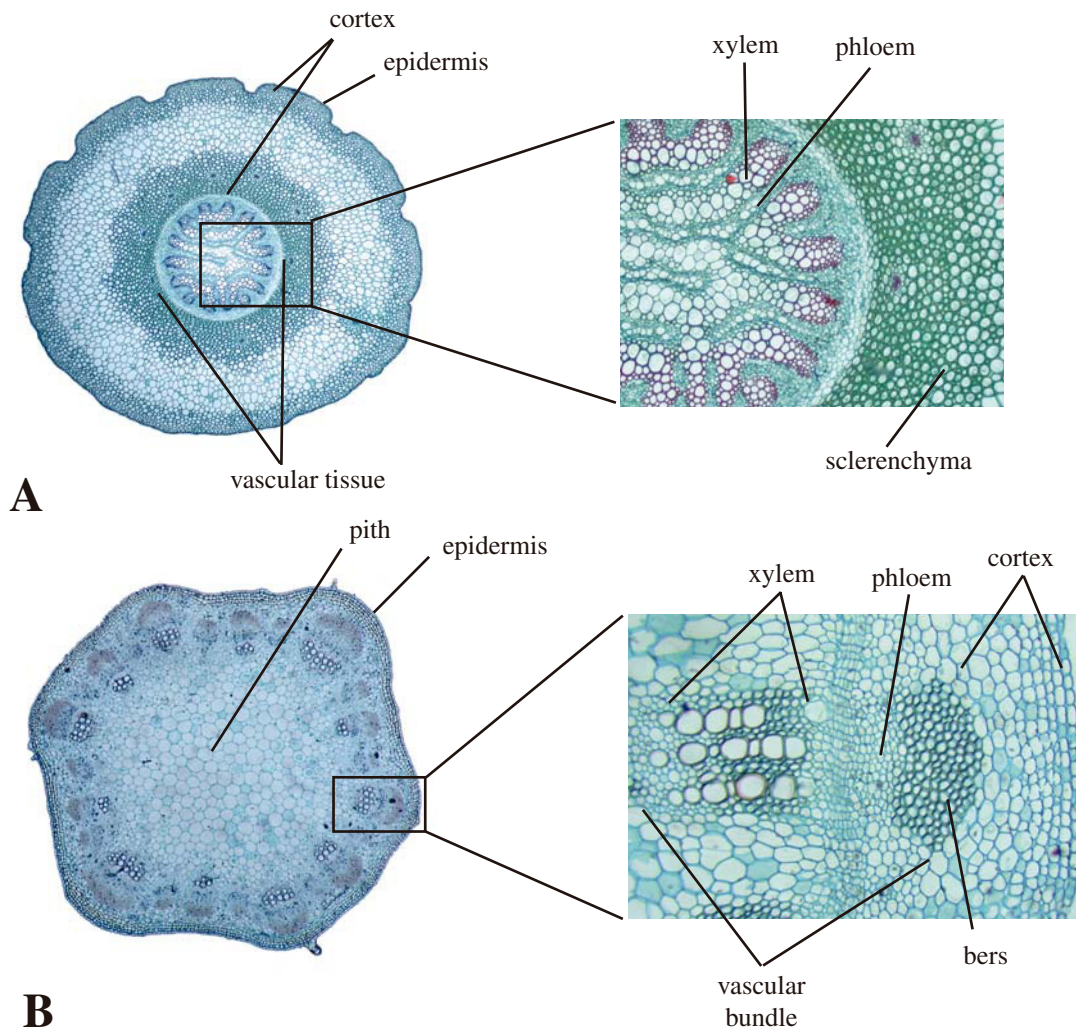 cortex
epidermis
xylem
phloem
sclerenchyma
vascular tissue
A
pith
epidermis
xylem
phloem
cortex
bers
vascular
bundle
B